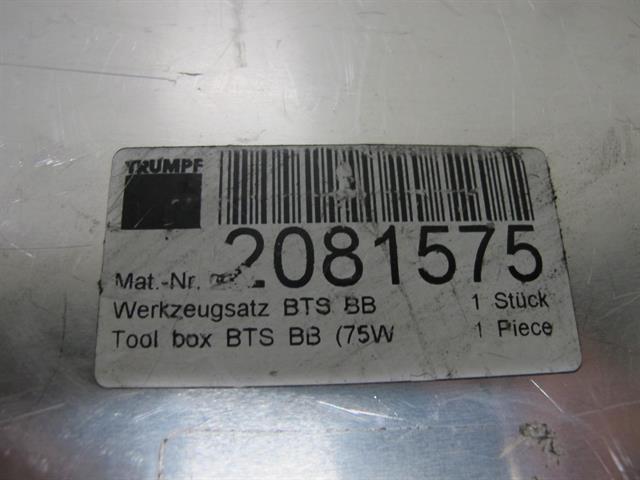 TRUMPF
Mat.-Nr. 2081575
Werkzeugsatz BTS BB 1 Stück
Tool box BTS BB (75W 1 Piece